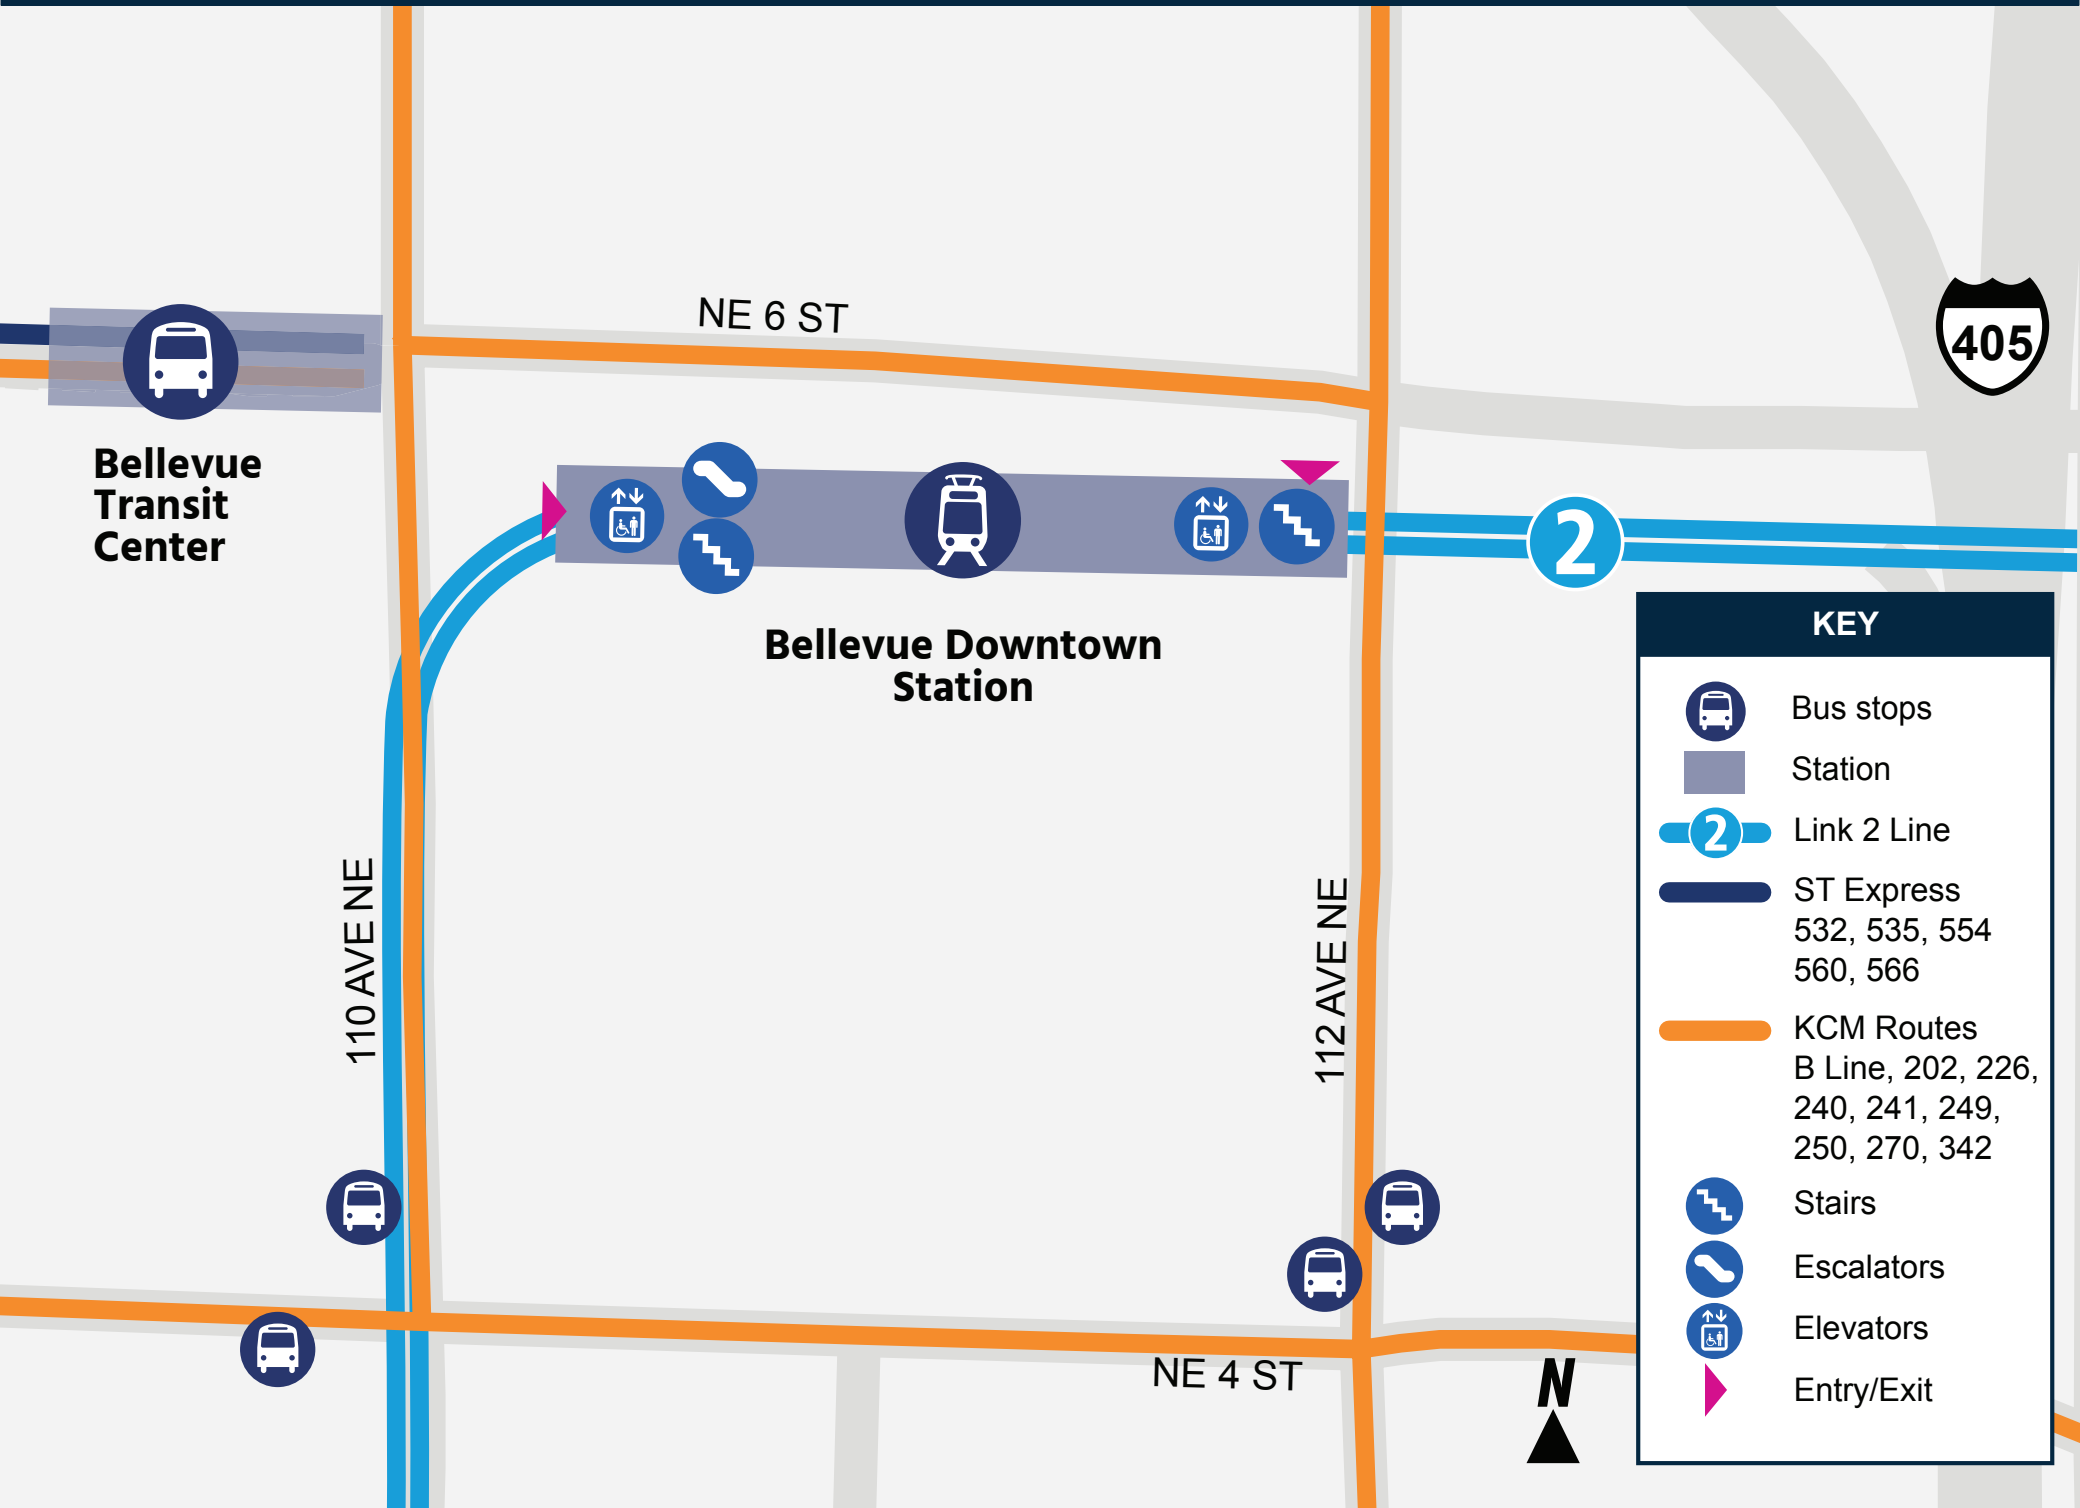 NE 6 ST
405
Bellevue
Transit
Center
2
Bellevue Downtown
Station
110 AVE NE
112 AVE NE
NE 4 ST
N
KEY
Bus stops
Station
2 Link 2 Line
ST Express
532, 535, 554
560, 566
KCM Routes
B Line, 202, 226,
240, 241, 249,
250, 270, 342
Stairs
Escalators
Elevators
Entry/Exit